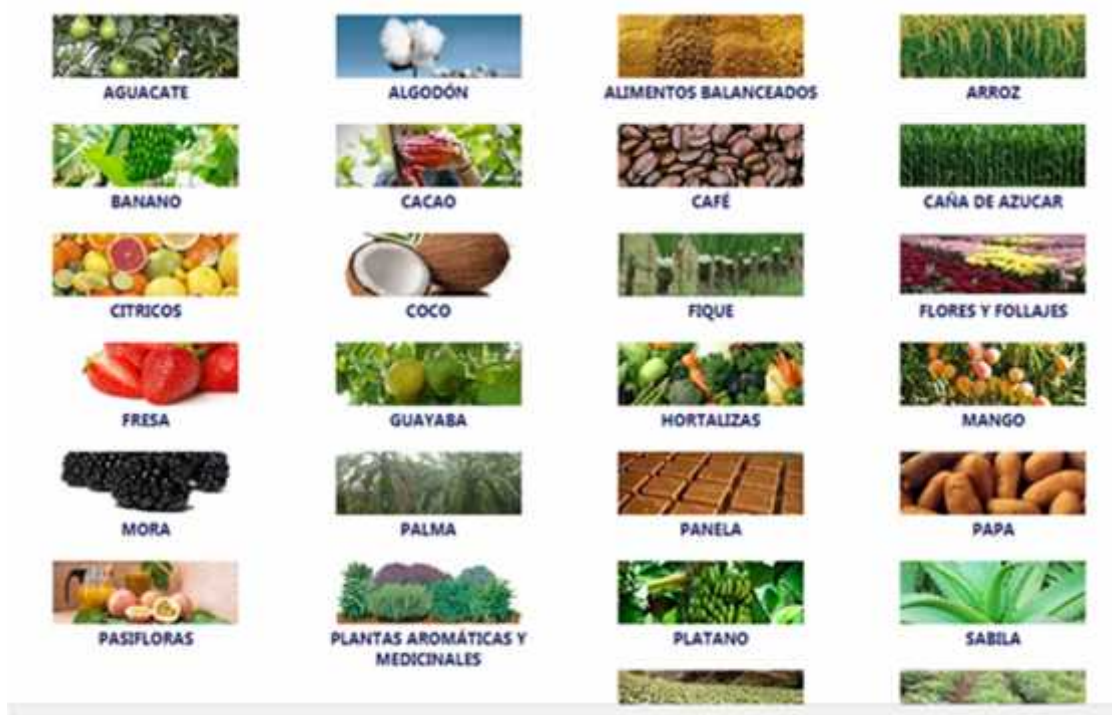 AGUACATE
ALGODÓN
ALIMENTOS BALANCEADOS
ARROZ
BANANO
CACAO
CAFÉ
CAÑA DE AZUCAR
CITRICOS
COCO
FIQUE
FLORES Y FOLLAJES
FRESA
GUAYABA
HORTALIZAS
MANGO
MORA
PALMA
PANELA
PAPA
PASIFLORAS
PLANTAS AROMÁTICAS Y
MEDICINALES
PLATANO
SABILA